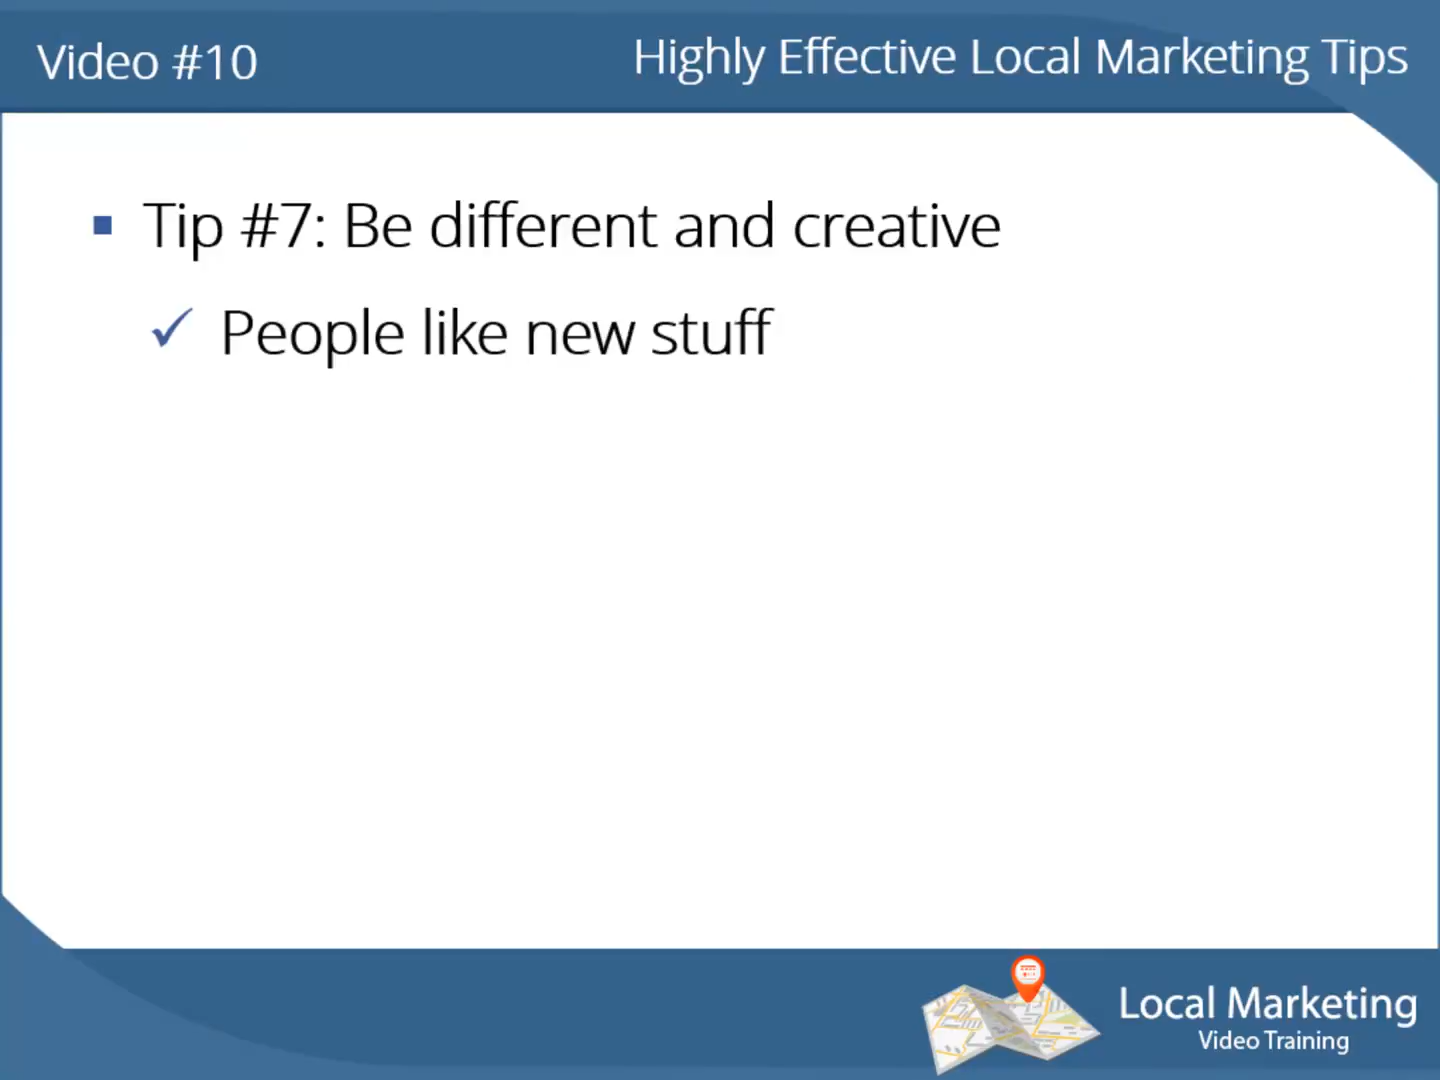 Video #10
Highly Effective Local Marketing Tips
Tip #7: Be different and creative
People like new stuff
Local Marketing
Video Training